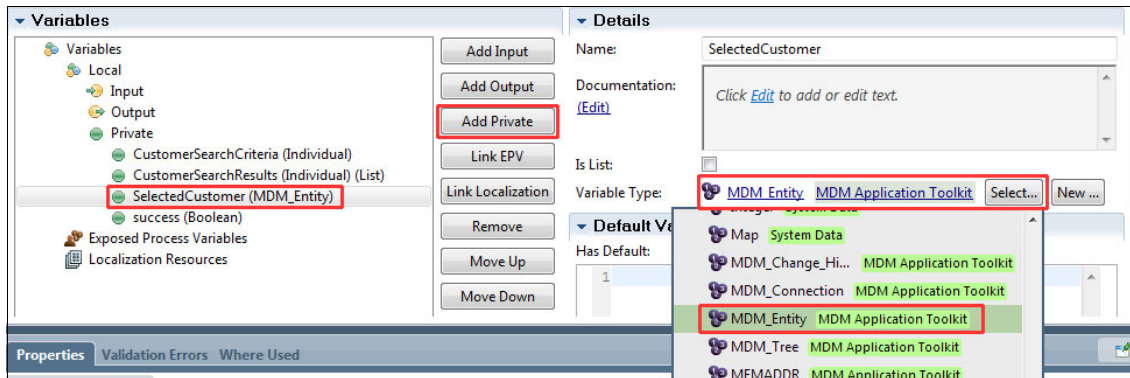 Variables
Variables
Local
Input
Output
Private
CustomerSearchCriteria (Individual)
CustomerSearchResults (Individual) (List)
SelectedCustomer (MDM_Entity)
success (Boolean)
Exposed Process Variables
Localization Resources
Add Input
Add Output
Add Private
Link EPV
Link Localization
Remove
Move Up
Move Down
Details
Name: SelectedCustomer
Documentation:
(Edit)
Click Edit to add or edit text.
Is List:
Variable Type: MDM_Entity MDM Application Toolkit Select... New ...
Default Va
Has Default:
1
Integer System Data
Map System Data
MDM_Change_Hi... MDM Application Toolkit
MDM_Connection MDM Application Toolkit
MDM_Entity MDM Application Toolkit
MDM_Tree MDM Application Toolkit
MEMADDR MDM Application Toolkit
Properties Validation Errors Where Used